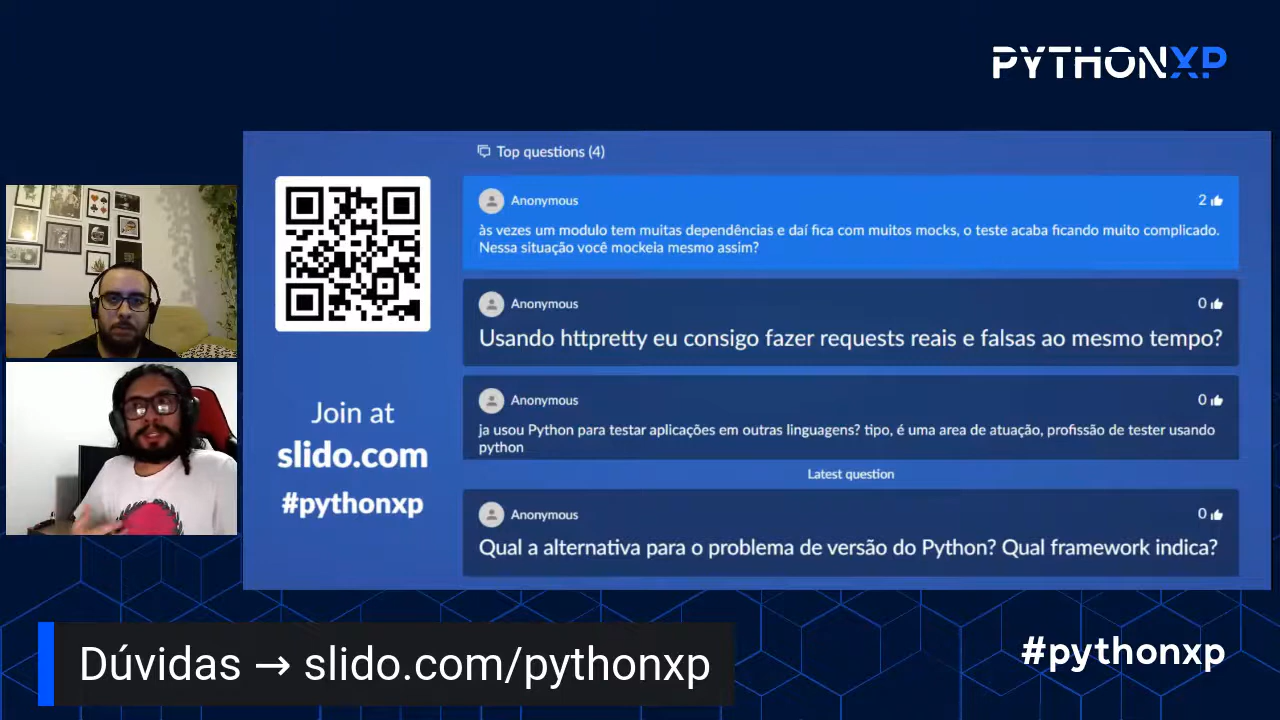 PYTHONXP
Top questions (4)
Anonymous
2
às vezes um modulo tem muitas dependências e daí fica com muitos mocks, o teste acaba ficando muito complicado.
Nessa situação você mockeia mesmo assim?
Anonymous
0
Usando httpretty eu consigo fazer requests reais e falsas ao mesmo tempo?
Anonymous
0
ja usou Python para testar aplicações em outras linguagens? tipo, é uma area de atuação, profissão de tester usando
python
Latest question
Anonymous
0
Qual a alternativa para o problema de versão do Python? Qual framework indica?
Join at
slido.com
#pythonxp
Dúvidas → slido.com/pythonxp
#pythonxp